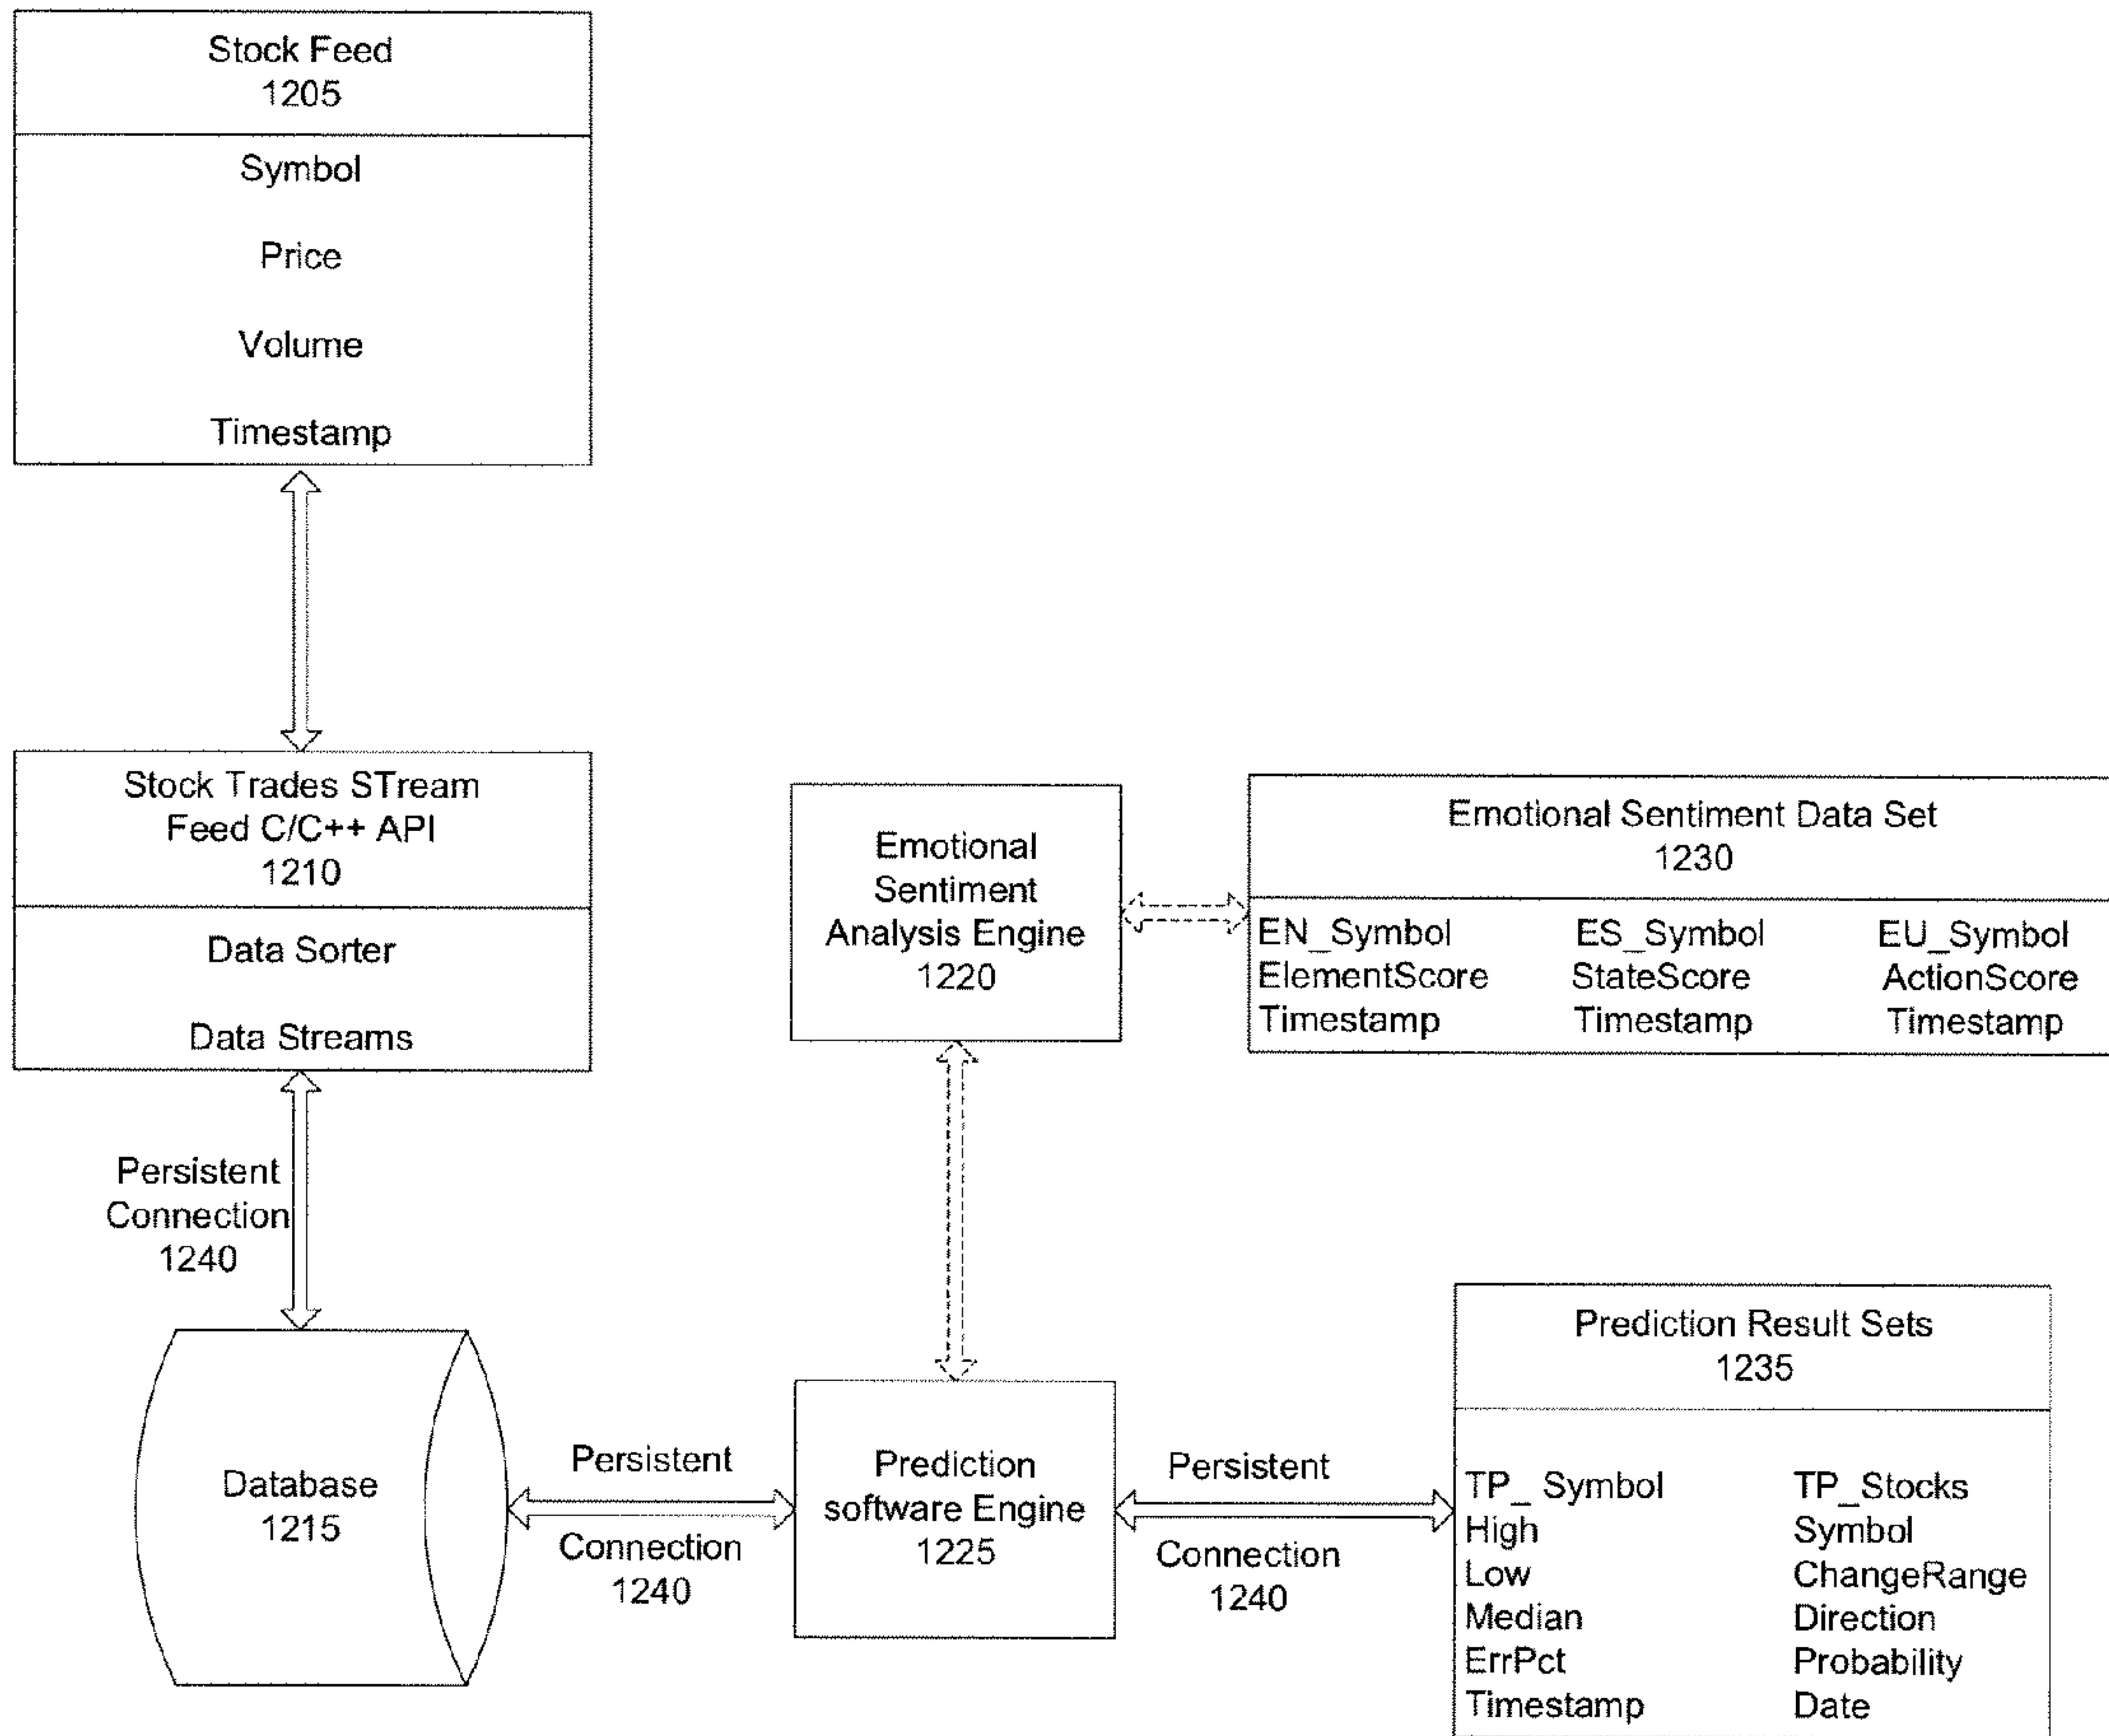 Stock Feed
1205
Symbol
Price
Volume
Timestamp
Stock Trades STream
Feed C/C++ API
1210
Data Sorter
Data Streams
Persistent
Connection
1240
Database
1215
Persistent
Connection
1240
Emotional
Sentiment
Analysis Engine
1220
Emotional Sentiment Data Set
1230
EN_Symbol ES_Symbol EU_Symbol
ElementScore StateScore ActionScore
Timestamp Timestamp Timestamp
Prediction
software Engine
1225
Persistent
Connection
1240
Prediction Result Sets
1235
TP_ Symbol TP_Stocks
High Symbol
Low ChangeRange
Median Direction
ErrPct Probability
Timestamp Date